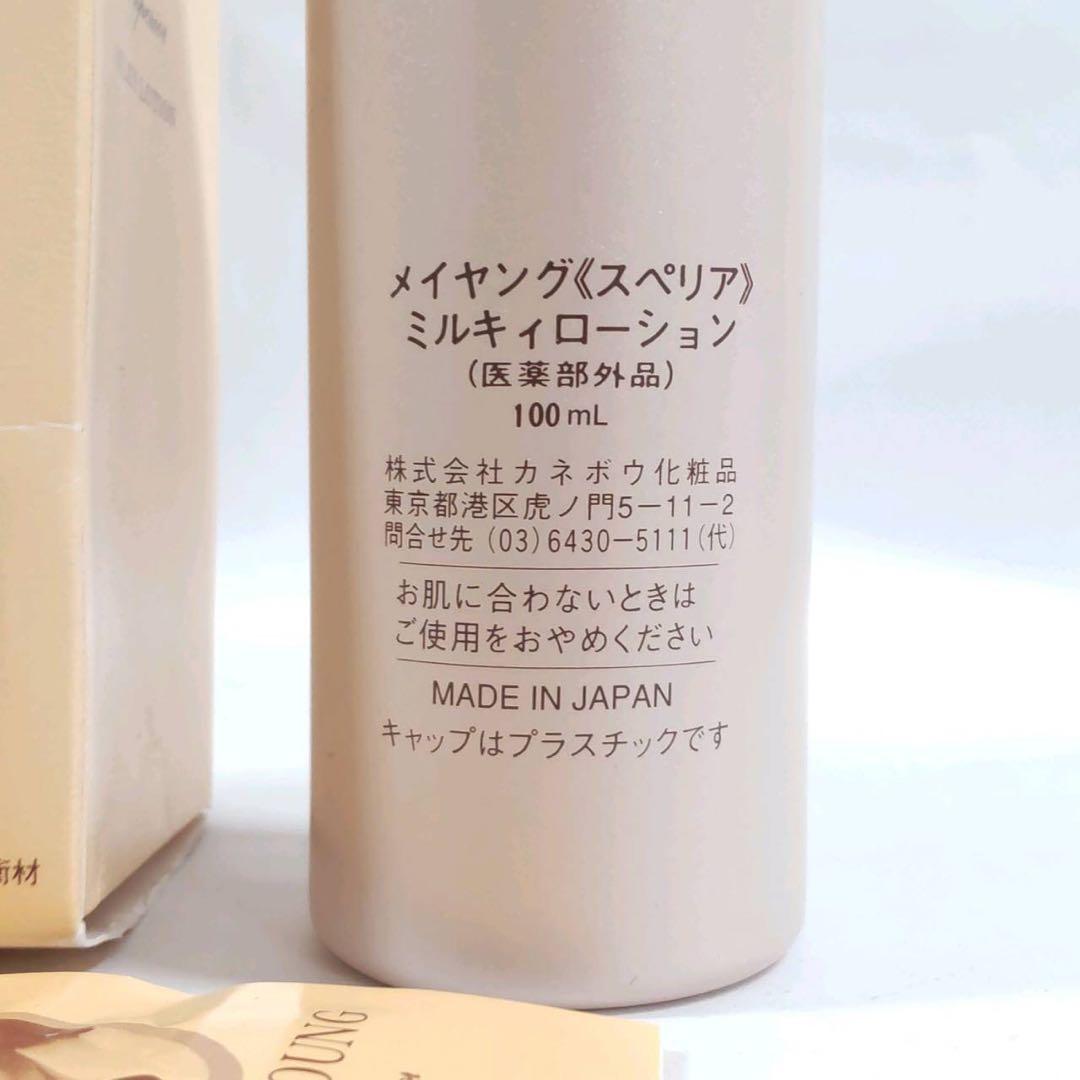 メイヤング《スペリア》
ミルキィローション
(医薬部外品)
100mL
株式会社カネボウ化粧品
東京都港区虎ノ門5-11-2
問合せ先 (03)6430-5111(代)
お肌に合わないときは
ご使用をおやめください
MADE IN JAPAN
キャップはプラスチックです
衝材
OUNG